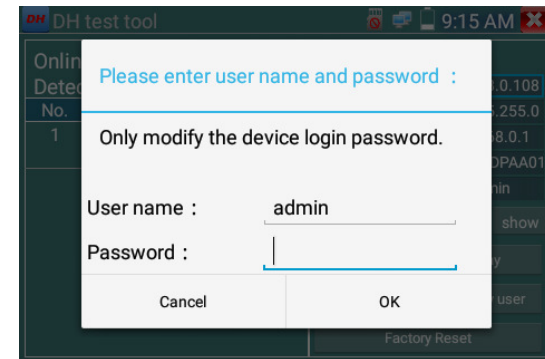 DH DH test tool 9:15 AM
Onlin
Detec
No.
1
Please enter user name and password :
Only modify the device login password.
User name : admin
Password :
Cancel OK
.0.108
.255.0
8.0.1
DPAA01
min
show
y
user
Factory Reset